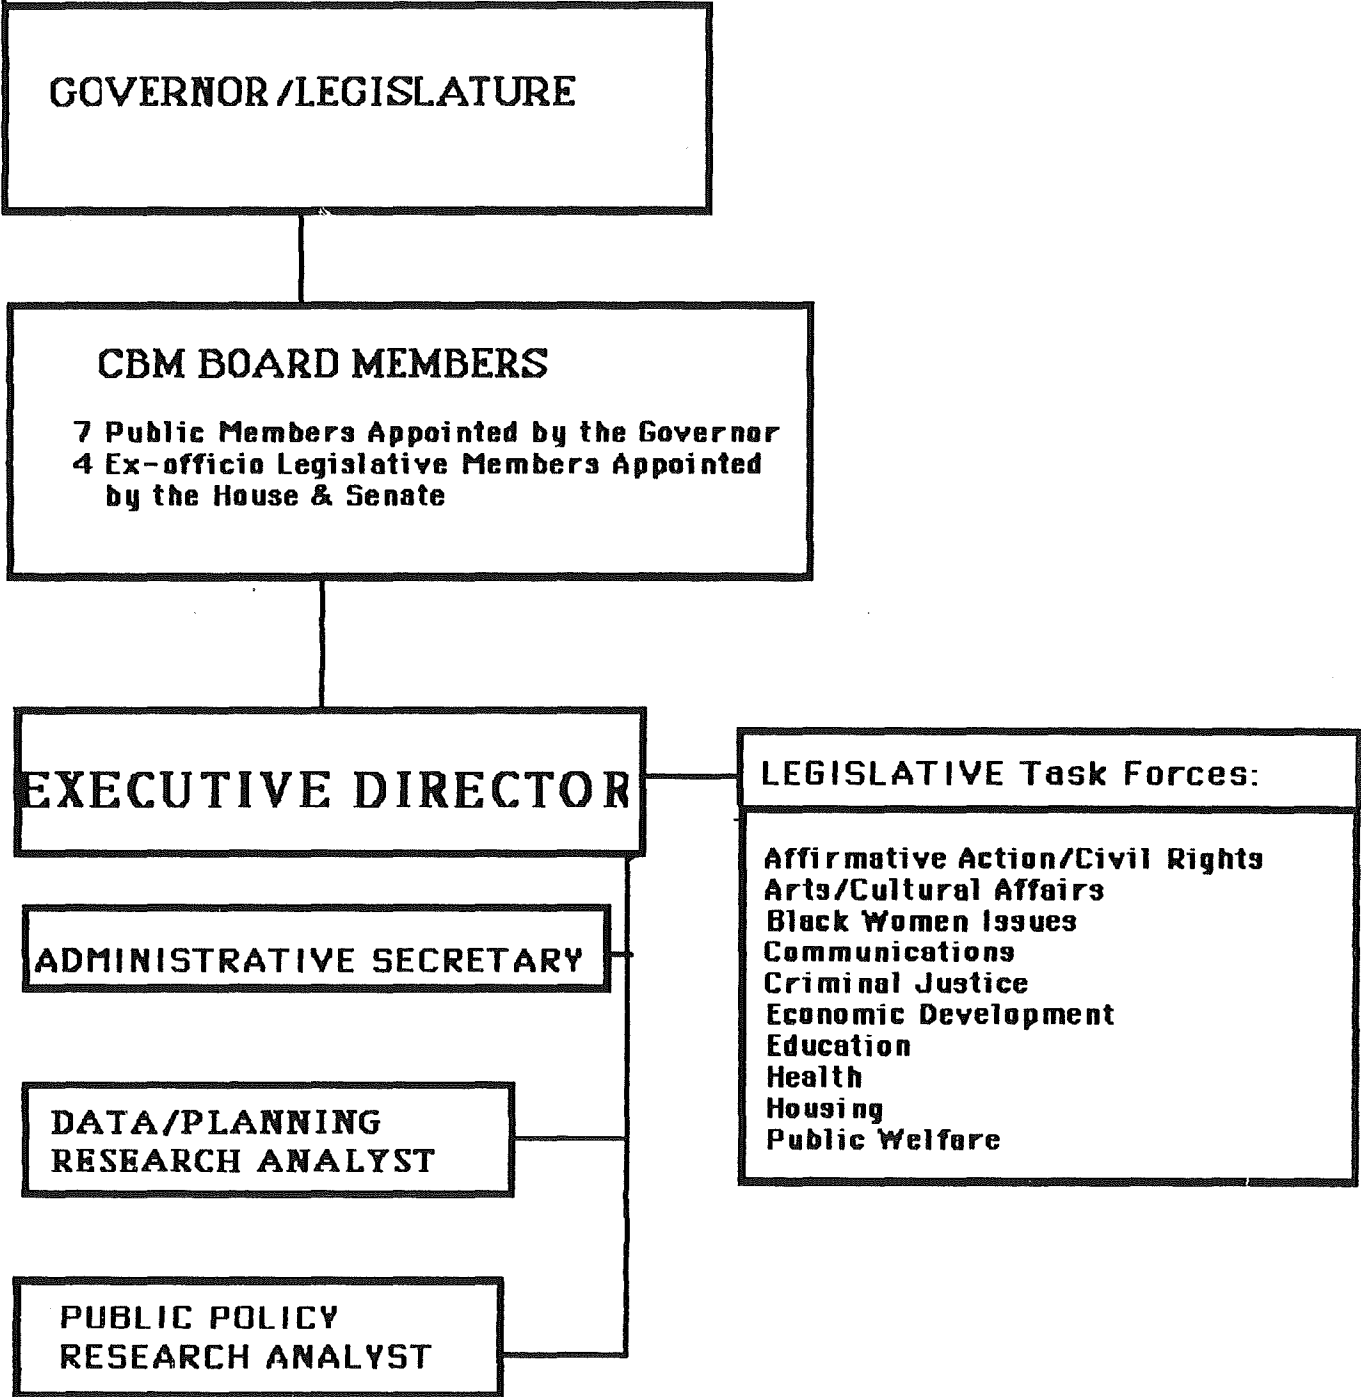 GOVERNOR/LEGISLATURE
CBM BOARD MEMBERS
7 Public Members Appointed by the Governor
4 Ex-officio Legislative Members Appointed
by the House & Senate
EXECUTIVE DIRECTOR
LEGISLATIVE Task Forces:
Affirmative Action/Civil Rights
Arts/Cultural Affairs
Black Women Issues
Communications
Criminal Justice
Economic Development
Education
Health
Housing
Public Welfare
ADMINISTRATIVE SECRETARY
DATA/PLANNING
RESEARCH ANALYST
PUBLIC POLICY
RESEARCH ANALYST